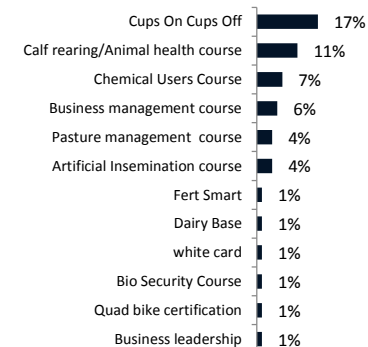 Cups On Cups Off 17%
Calf rearing/Animal health course 11%
Chemical Users Course 7%
Business management course 6%
Pasture management course 4%
Artificial Insemination course 4%
Fert Smart 1%
Dairy Base 1%
white card 1%
Bio Security Course 1%
Quad bike certification 1%
Business leadership 1%